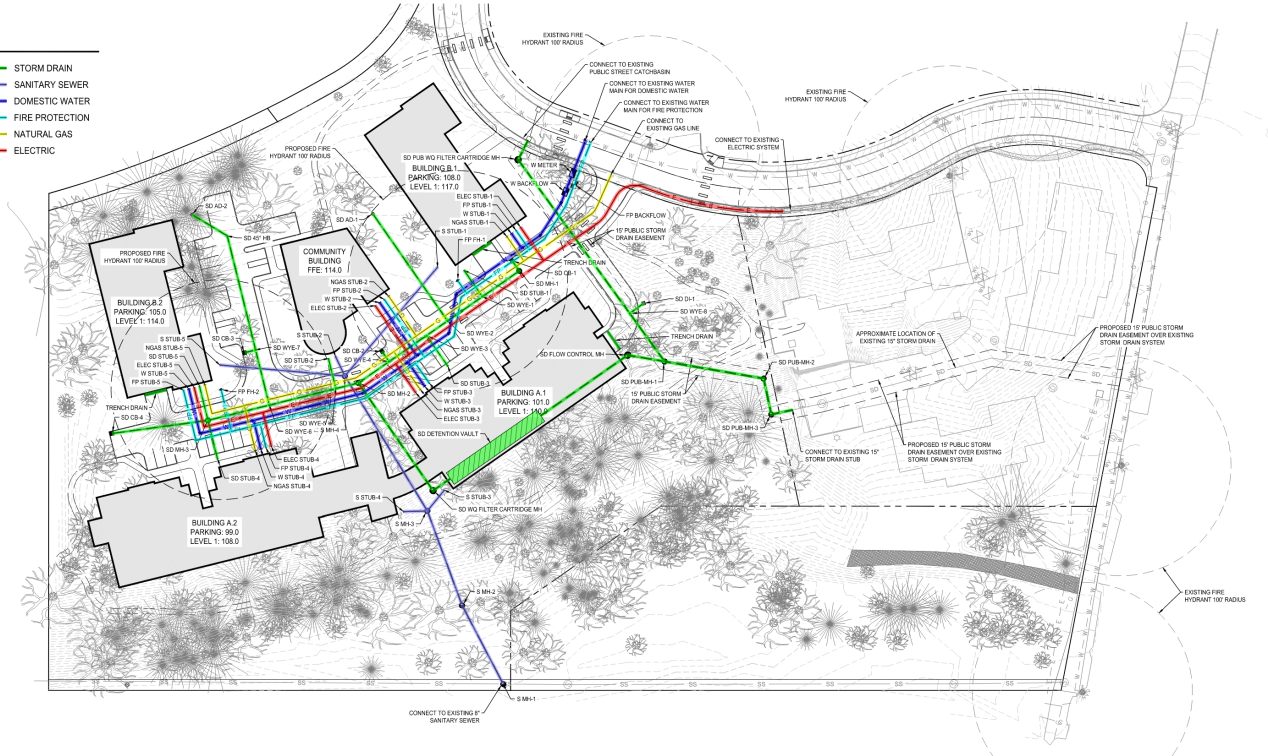 STORM DRAIN
SANITARY SEWER
DOMESTIC WATER
FIRE PROTECTION
NATURAL GAS
ELECTRIC
EXISTING FIRE
HYDRANT 100' RADIUS
CONNECT TO EXISTING
PUBLIC STREET CATCHBASIN
CONNECT TO EXISTING WATER
MAIN FOR DOMESTIC WATER
CONNECT TO EXISTING WATER
MAIN FOR FIRE PROTECTION
CONNECT TO
EXISTING GAS LINE
CONNECT TO EXISTING
ELECTRIC SYSTEM
EXISTING FIRE
HYDRANT 100' RADIUS
PROPOSED FIRE
HYDRANT 100' RADIUS
SD PUB WQ FILTER CARTRIDGE MH
BUILDING B.1
PARKING: 108.0
LEVEL 1: 117.0
W METER
W BACKFLOW
ELEC STUB-1
FP STUB-1
W STUB-1
NGAS STUB-1
S STUB-1
FP FH-1
FP BACKFLOW
15' PUBLIC STORM
DRAIN EASEMENT
TRENCH DRAIN
SD CB-1
SD MH-1
SD STUB-1
SD WYE-1
SD AD-2
SD AD-1
SD 45° HB
PROPOSED FIRE
HYDRANT 100' RADIUS
COMMUNITY
BUILDING
FFE: 114.0
NGAS STUB-2
FP STUB-2
W STUB-2
ELEC STUB-2
BUILDING B.2
PARKING: 105.0
LEVEL 1: 114.0
S STUB-2
SD CB-3
SD WYE-7
SD STUB-2
SD CB-2
SD WYE-4
SD WYE-2
SD WYE-3
S STUB-5
NGAS STUB-5
SD STUB-5
ELEC STUB-5
W STUB-5
FP STUB-5
FP FH-2
TRENCH DRAIN
SD CB-4
SD MH-3
SD WYE-5
SD WYE-6
S MH-4
SD MH-2
SD STUB-3
FP STUB-3
W STUB-3
NGAS STUB-3
ELEC STUB-3
SD DI-1
SD WYE-8
TRENCH DRAIN
SD FLOW CONTROL MH
SD PUB-MH-1
15' PUBLIC STORM
DRAIN EASEMENT
SD PUB-MH-2
SD PUB-MH-3
APPROXIMATE LOCATION OF
EXISTING 15" STORM DRAIN
PROPOSED 15' PUBLIC STORM
DRAIN EASEMENT OVER EXISTING
STORM DRAIN SYSTEM
PROPOSED 15' PUBLIC STORM
DRAIN EASEMENT OVER EXISTING
STORM DRAIN SYSTEM
CONNECT TO EXISTING 15"
STORM DRAIN STUB
BUILDING A.1
PARKING: 101.0
LEVEL 1: 110.0
SD DETENTION VAULT
ELEC STUB-4
FP STUB-4
W STUB-4
NGAS STUB-4
SD STUB-4
S STUB-4
S STUB-3
SD WQ FILTER CARTRIDGE MH
S MH-3
BUILDING A.2
PARKING: 99.0
LEVEL 1: 108.0
S MH-2
EXISTING FIRE
HYDRANT 100' RADIUS
S MH-1
CONNECT TO EXISTING 8"
SANITARY SEWER